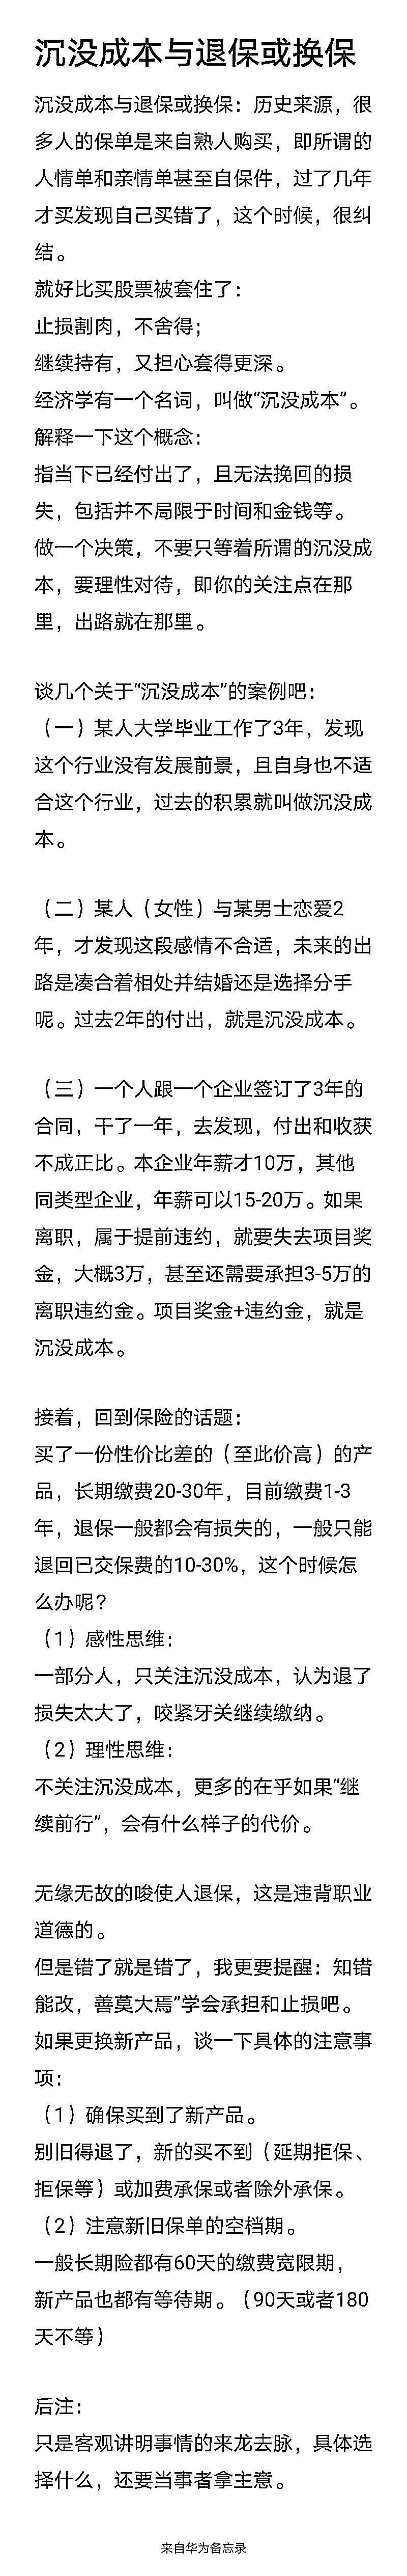 沉没成本与退保或换保
沉没成本与退保或换保：历史来源，很
多人的保单是来自熟人购买，即所谓的
人情单和亲情单甚至自保件，过了几年
才买发现自己买错了，这个时候，很纠
结。
就好比买股票被套住了：
止损割肉，不舍得；
继续持有，又担心套得更深。
经济学有一个名词，叫做“沉没成本”。
解释一下这个概念：
指当下已经付出了，且无法挽回的损
失，包括并不局限于时间和金钱等。
做一个决策，不要只等着所谓的沉没成
本，要理性对待，即你的关注点在那
里，出路就在那里。
谈几个关于“沉没成本”的案例吧：
（一）某人大学毕业工作了3年，发现
这个行业没有发展前景，且自身也不适
合这个行业，过去的积累就叫做沉没成
本。
（二）某人（女性）与某男士恋爱2
年，才发现这段感情不合适，未来的出
路是凑合着相处并结婚还是选择分手
呢。过去2年的付出，就是沉没成本。
（三）一个人跟一个企业签订了3年的
合同，干了一年，去发现，付出和收获
不成正比。本企业年薪才10万，其他
同类型企业，年薪可以15-20万。如果
离职，属于提前违约，就要失去项目奖
金，大概3万，甚至还需要承担3-5万的
离职违约金。项目奖金+违约金，就是
沉没成本。
接着，回到保险的话题：
买了一份性价比差的（至此价高）的产
品，长期缴费20-30年，目前缴费1-3
年，退保一般都会有损失的，一般只能
退回已交保费的10-30%，这个时候怎
么办呢？
（1）感性思维：
一部分人，只关注沉没成本，认为退了
损失太大了，咬紧牙关继续缴纳。
（2）理性思维：
不关注沉没成本，更多的在乎如果“继
续前行”，会有什么样子的代价。
无缘无故的唆使人退保，这是违背职业
道德的。
但是错了就是错了，我更要提醒：知错
能改，善莫大焉”学会承担和止损吧。
如果更换新产品，谈一下具体的注意事
项：
（1）确保买到了新产品。
别旧得退了，新的买不到（延期拒保、
拒保等）或加费承保或者除外承保。
（2）注意新旧保单的空档期。
一般长期险都有60天的缴费宽限期，
新产品也都有等待期。（90天或者180
天不等）
后注：
只是客观讲明事情的来龙去脉，具体选
择什么，还要当事者拿主意。
来自华为备忘录